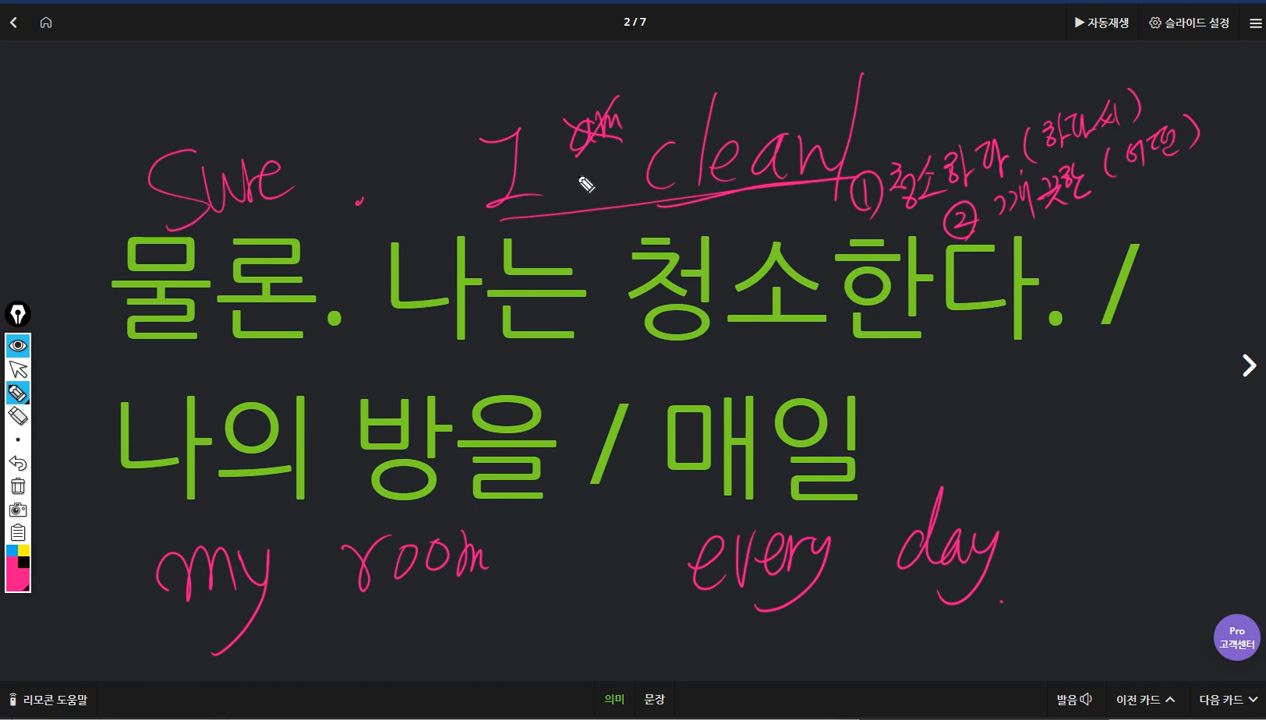 2 / 7
자동재생
슬라이드 설정
Sure . I am clean
① 청소하다. (하다씨)
② 깨끗한 (어떤)
물론. 나는 청소한다. /
나의 방을 / 매일
my room every day.
Pro
고객센터
리모콘 도움말
의미
문장
발음
이전 카드
다음 카드